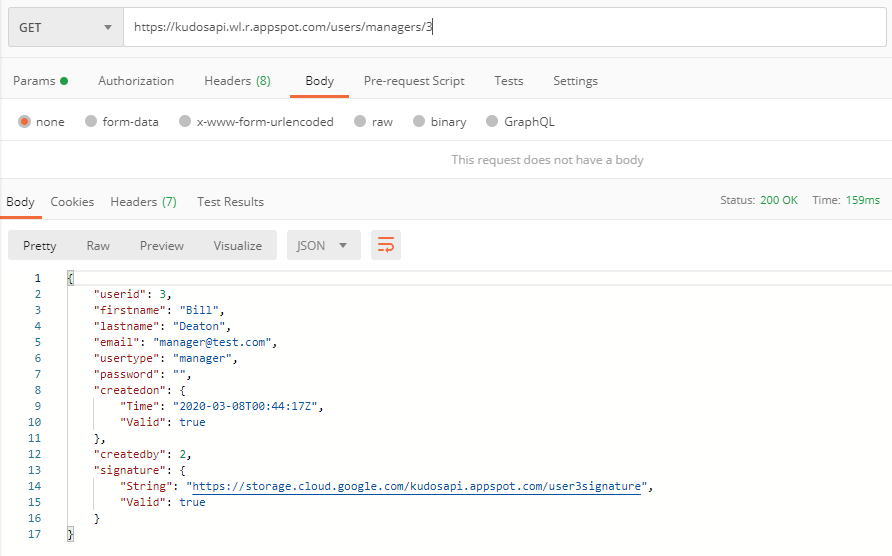 GET https://kudosapi.wl.r.appspot.com/users/managers/3
Params Authorization Headers (8) Body Pre-request Script Tests Settings
none form-data x-www-form-urlencoded raw binary GraphQL
This request does not have a body
Body Cookies Headers (7) Test Results Status: 200 OK Time: 159ms
Pretty Raw Preview Visualize JSON
1 {
2 "userid": 3,
3 "firstname": "Bill",
4 "lastname": "Deaton",
5 "email": "manager@test.com",
6 "usertype": "manager",
7 "password": "",
8 "createdon": {
9 "Time": "2020-03-08T00:44:17Z",
10 "Valid": true
11 },
12 "createdby": 2,
13 "signature": {
14 "String": "https://storage.cloud.google.com/kudosapi.appspot.com/user3signature",
15 "Valid": true
16 }
17 }